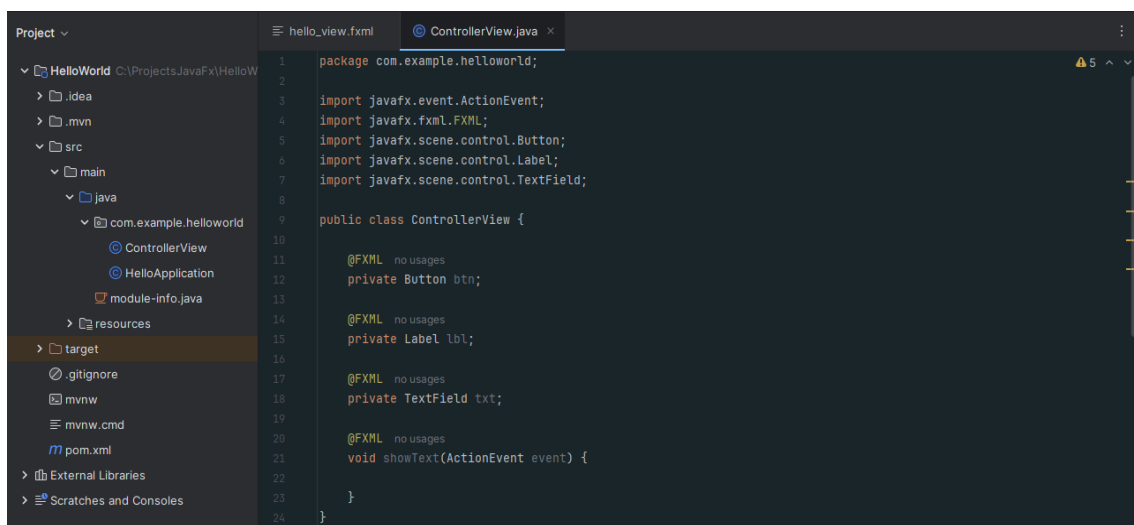 Project
HelloWorld C:\ProjectsJavaFx\HelloW
.idea
.mvn
src
main
java
com.example.helloworld
ControllerView
HelloApplication
module-info.java
resources
target
.gitignore
mvnw
mvnw.cmd
pom.xml
External Libraries
Scratches and Consoles
hello_view.fxml ControllerView.java
5
1 package com.example.helloworld;
2
3 import javafx.event.ActionEvent;
4 import javafx.fxml.FXML;
5 import javafx.scene.control.Button;
6 import javafx.scene.control.Label;
7 import javafx.scene.control.TextField;
8
9 public class ControllerView {
10
11 @FXML no usages
12 private Button btn;
13
14 @FXML no usages
15 private Label lbl;
16
17 @FXML no usages
18 private TextField txt;
19
20 @FXML no usages
21 void showText(ActionEvent event) {
22
23 }
24 }